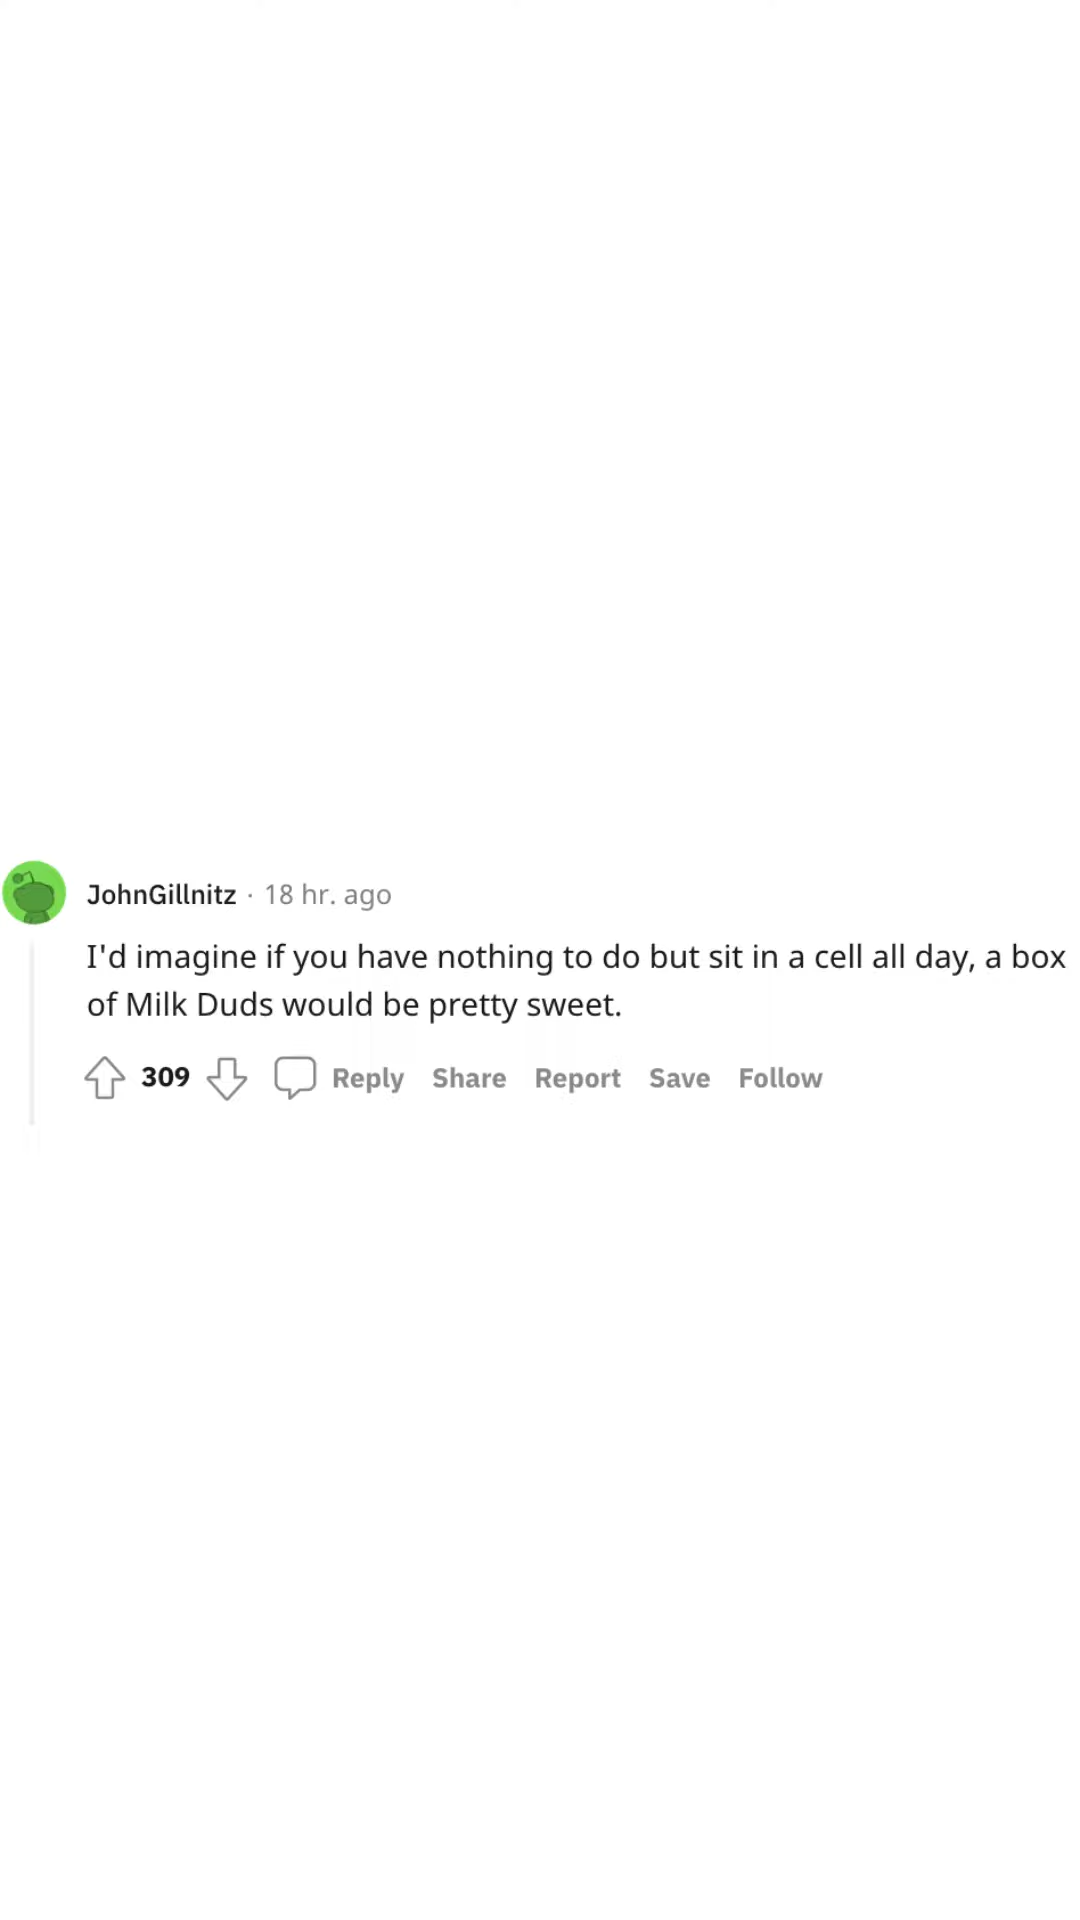 JohnGillnitz · 18 hr. ago
I'd imagine if you have nothing to do but sit in a cell all day, a box
of Milk Duds would be pretty sweet.
309 Reply Share Report Save Follow